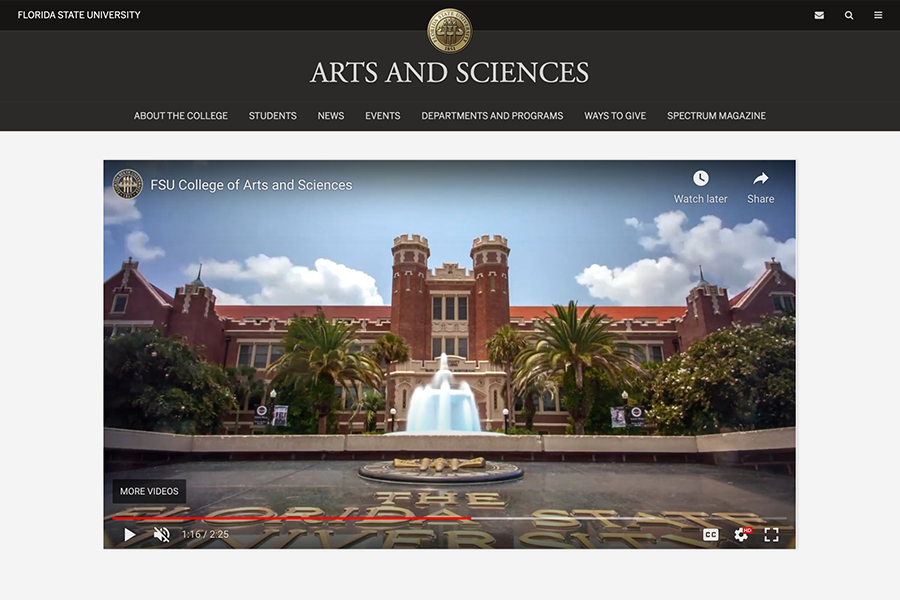 FLORIDA STATE UNIVERSITY
ARTS AND SCIENCES
ABOUT THE COLLEGE STUDENTS NEWS EVENTS DEPARTMENTS AND PROGRAMS WAYS TO GIVE SPECTRUM MAGAZINE
FSU College of Arts and Sciences
Watch later Share
THE
FLORIDA STATE
UNIVERSITY
MORE VIDEOS
1:16 / 2:25
CC
HD